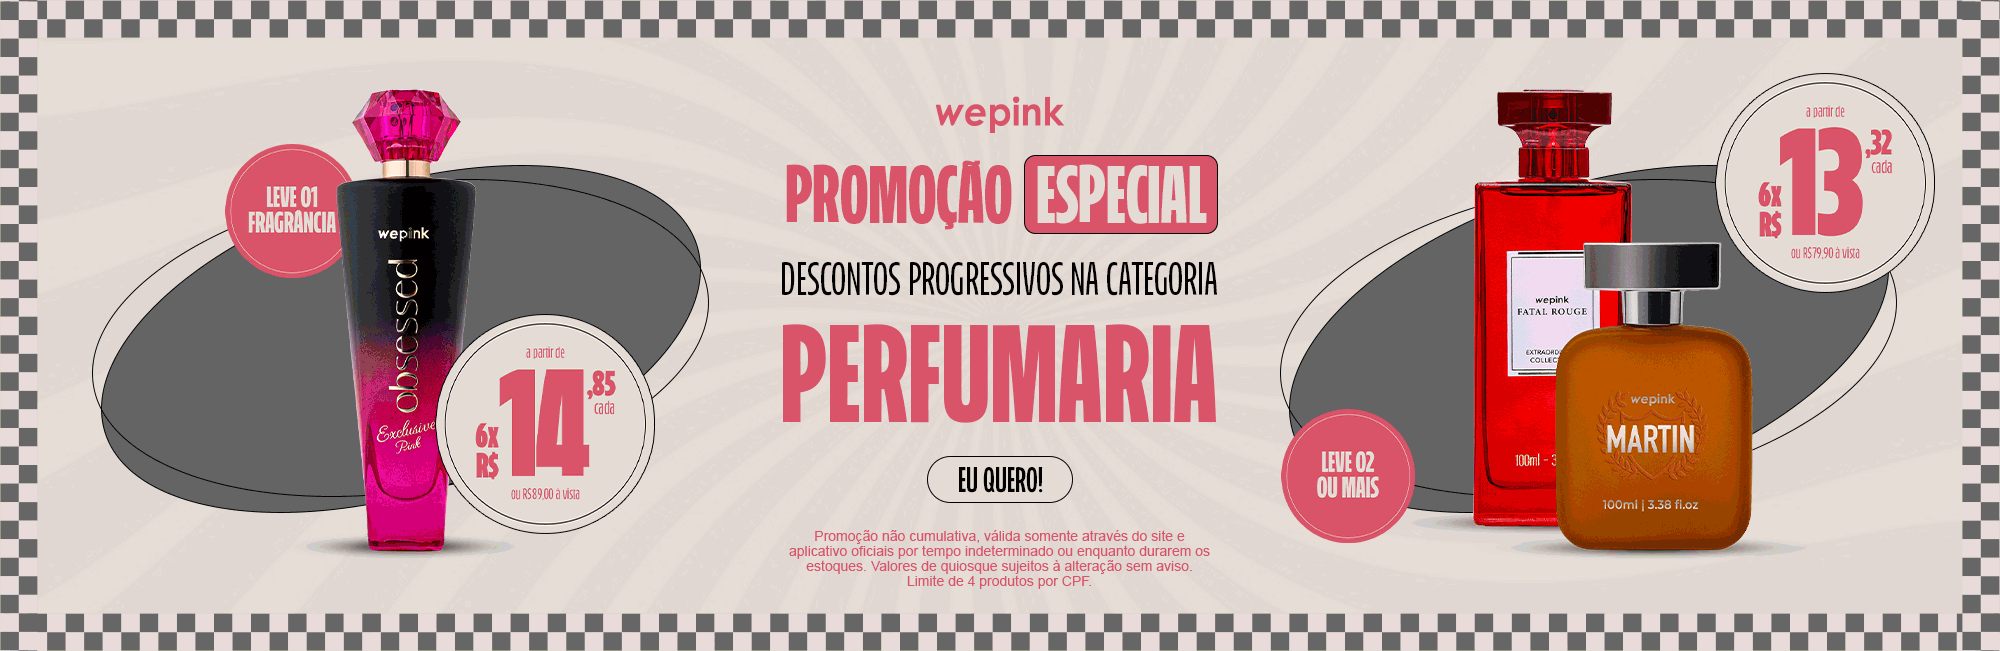 wepink
PROMOÇÃO ESPECIAL
DESCONTOS PROGRESSIVOS NA CATEGORIA
PERFUMARIA
EU QUERO!
Promoção não cumulativa, válida somente através do site e
aplicativo oficiais por tempo indeterminado ou enquanto durarem os
estoques. Valores de quiosque sujeitos à alteração sem aviso.
Limite de 4 produtos por CPF.
LEVE 01
FRAGRÂNCIA
wepink
obsessed
Exclusive
Pink
a partir de
6x
R$ 14,85
cada
ou R$89,00 à vista
a partir de
6x
R$ 13,32
cada
ou R$79,90 à vista
wepink
FATAL ROUGE
EXTRAORD
COLLEC
100ml - 3
LEVE 02
OU MAIS
wepink
MARTIN
100ml | 3.38 fl.oz